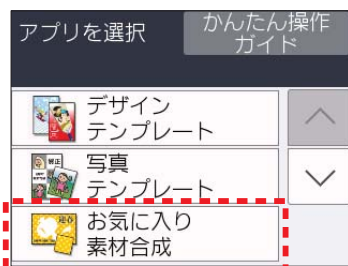 アプリを選択
かんたん操作
ガイド
デザイン
テンプレート
写真
テンプレート
お気に入り
素材合成